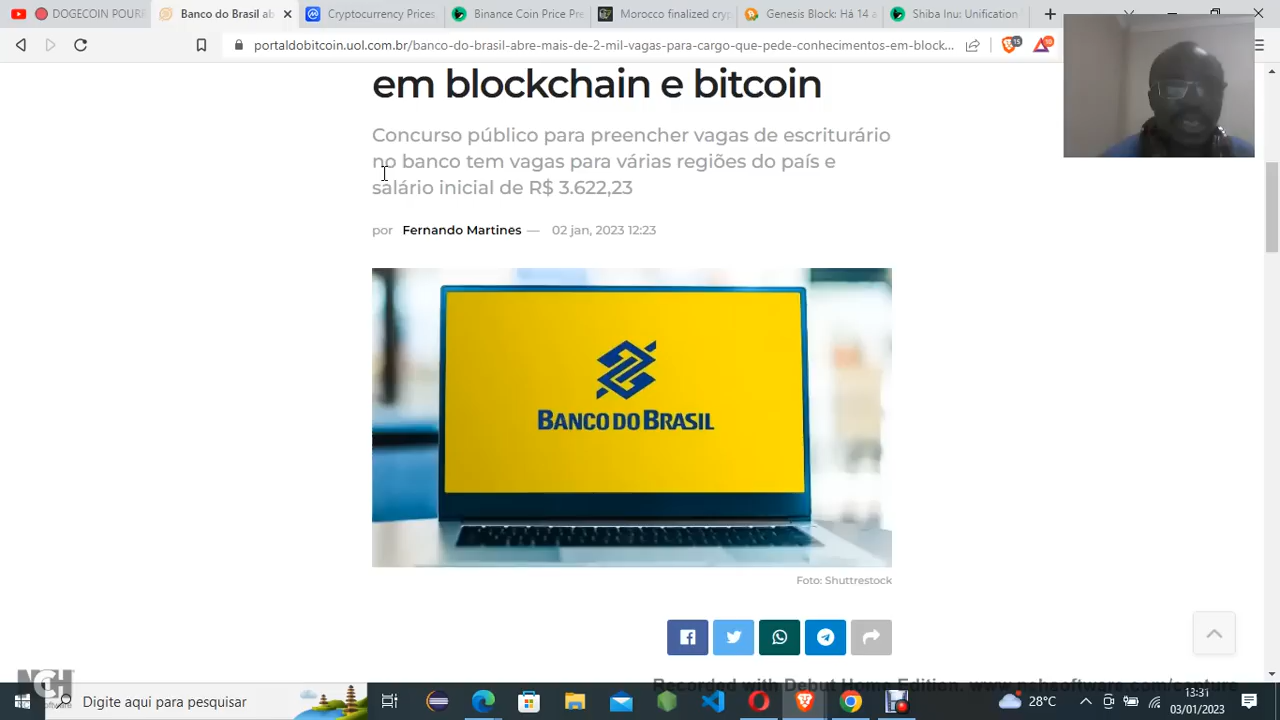 DOGECOIN POUR
Banco do Brasil ab
Cryptocurrency Prices,
Binance Coin Price Pre
Morocco finalized cryp
Genesis Block: Há 14 a
Shiba Inu: Unification
portaldobitcoin.uol.com.br/banco-do-brasil-abre-mais-de-2-mil-vagas-para-cargo-que-pede-conhecimentos-em-block...
em blockchain e bitcoin
Concurso público para preencher vagas de escriturário
no banco tem vagas para várias regiões do país e
salário inicial de R$ 3.622,23
por Fernando Martines — 02 jan, 2023 12:23
BANCO DO BRASIL
Foto: Shuttrestock
NCH
Recorded with Debut Home Edition. www.nchsoftware.com/capture
Digite aqui para pesquisar
28°C
13:31
03/01/2023